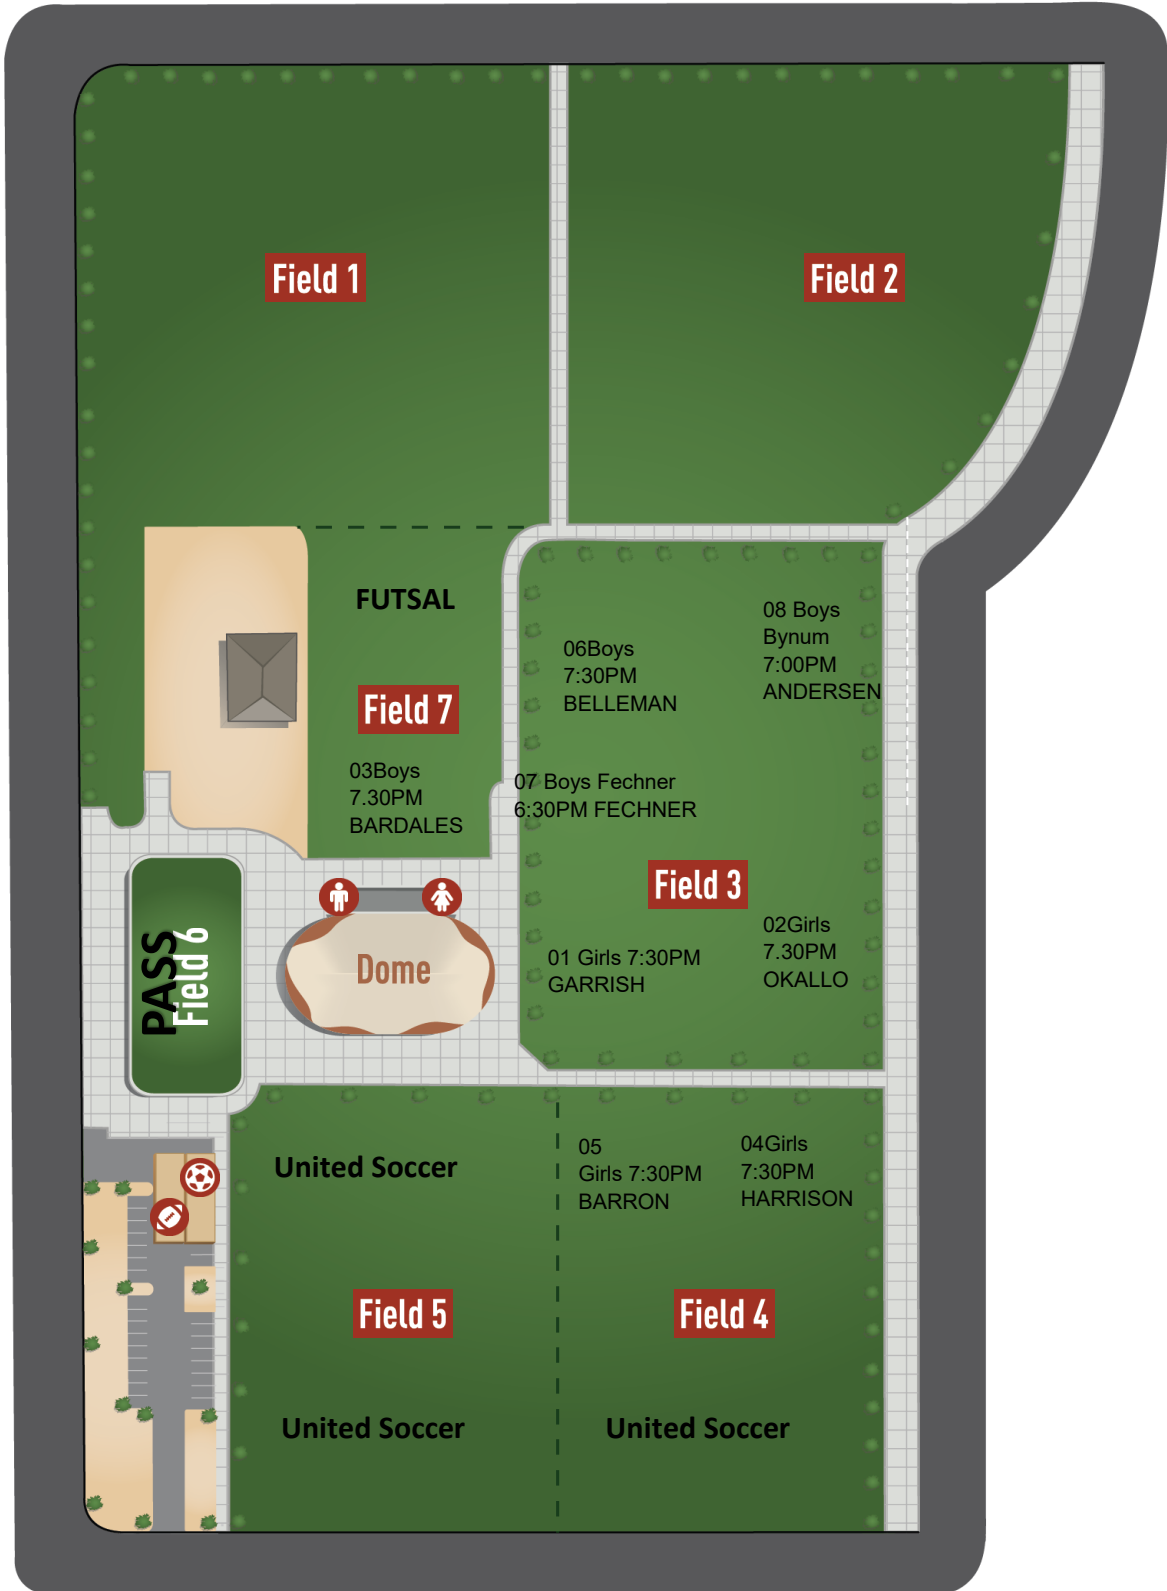 Field 1
Field 2
FUTSAL
Field 7
03Boys
7.30PM
BARDALES
06Boys
7:30PM
BELLEMAN
08 Boys
Bynum
7:00PM
ANDERSEN
07 Boys Fechner
6:30PM FECHNER
Field 3
01 Girls 7:30PM
GARRISH
02Girls
7.30PM
OKALLO
PASS
Field 6
Dome
United Soccer
Field 5
United Soccer
05
Girls 7:30PM
BARRON
04Girls
7:30PM
HARRISON
Field 4
United Soccer